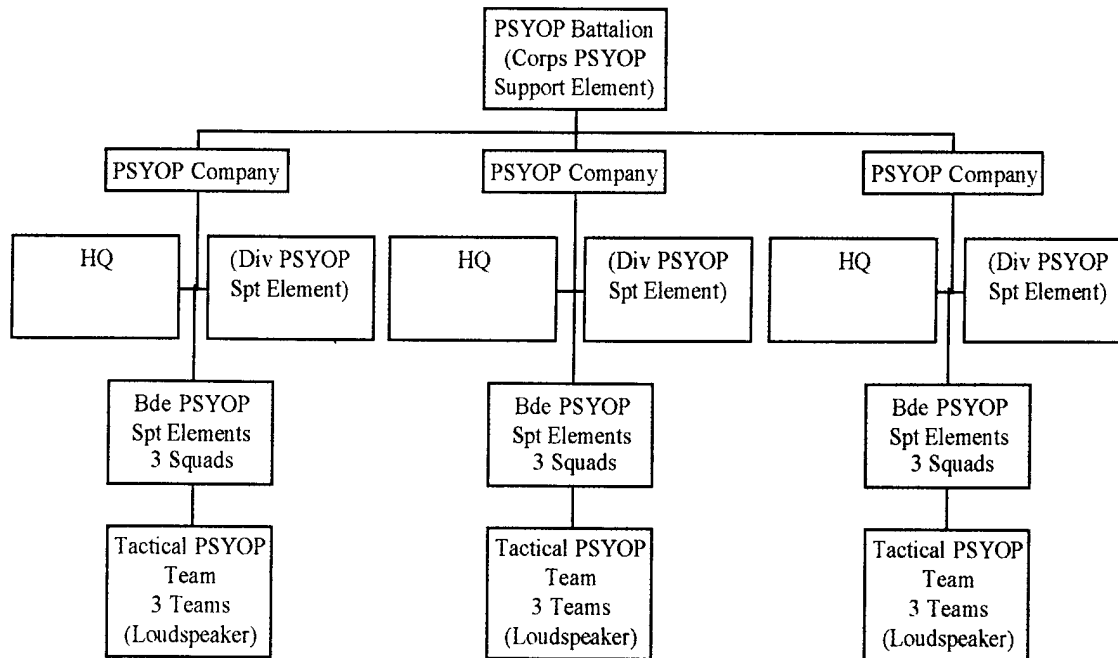 PSYOP Battalion
(Corps PSYOP
Support Element)
PSYOP Company
PSYOP Company
PSYOP Company
HQ
(Div PSYOP
Spt Element)
HQ
(Div PSYOP
Spt Element)
HQ
(Div PSYOP
Spt Element)
Bde PSYOP
Spt Elements
3 Squads
Bde PSYOP
Spt Elements
3 Squads
Bde PSYOP
Spt Elements
3 Squads
Tactical PSYOP
Team
3 Teams
(Loudspeaker)
Tactical PSYOP
Team
3 Teams
(Loudspeaker)
Tactical PSYOP
Team
3 Teams
(Loudspeaker)